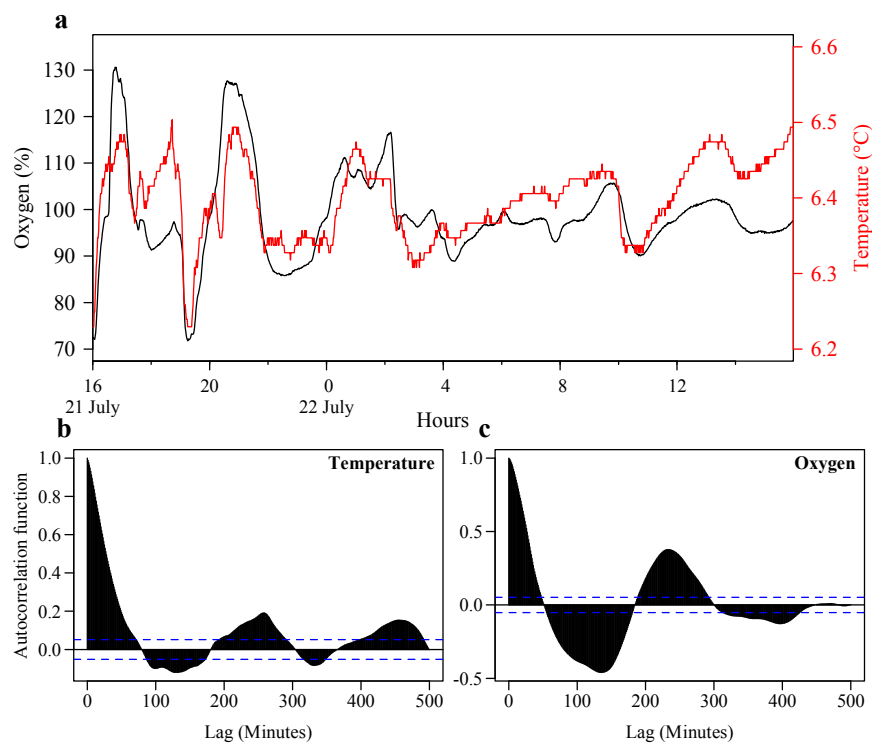 a
130
120
110
100
90
80
70
Oxygen (%)
6.6
6.5
6.4
6.3
6.2
Temperature (°C)
16 20 0 4 8 12
21 July 22 July
Hours
b
Temperature
1.0
0.8
0.6
0.4
0.2
0.0
Autocorrelation function
0 100 200 300 400 500
Lag (Minutes)
c
Oxygen
1.0
0.5
0.0
-0.5
0 100 200 300 400 500
Lag (Minutes)